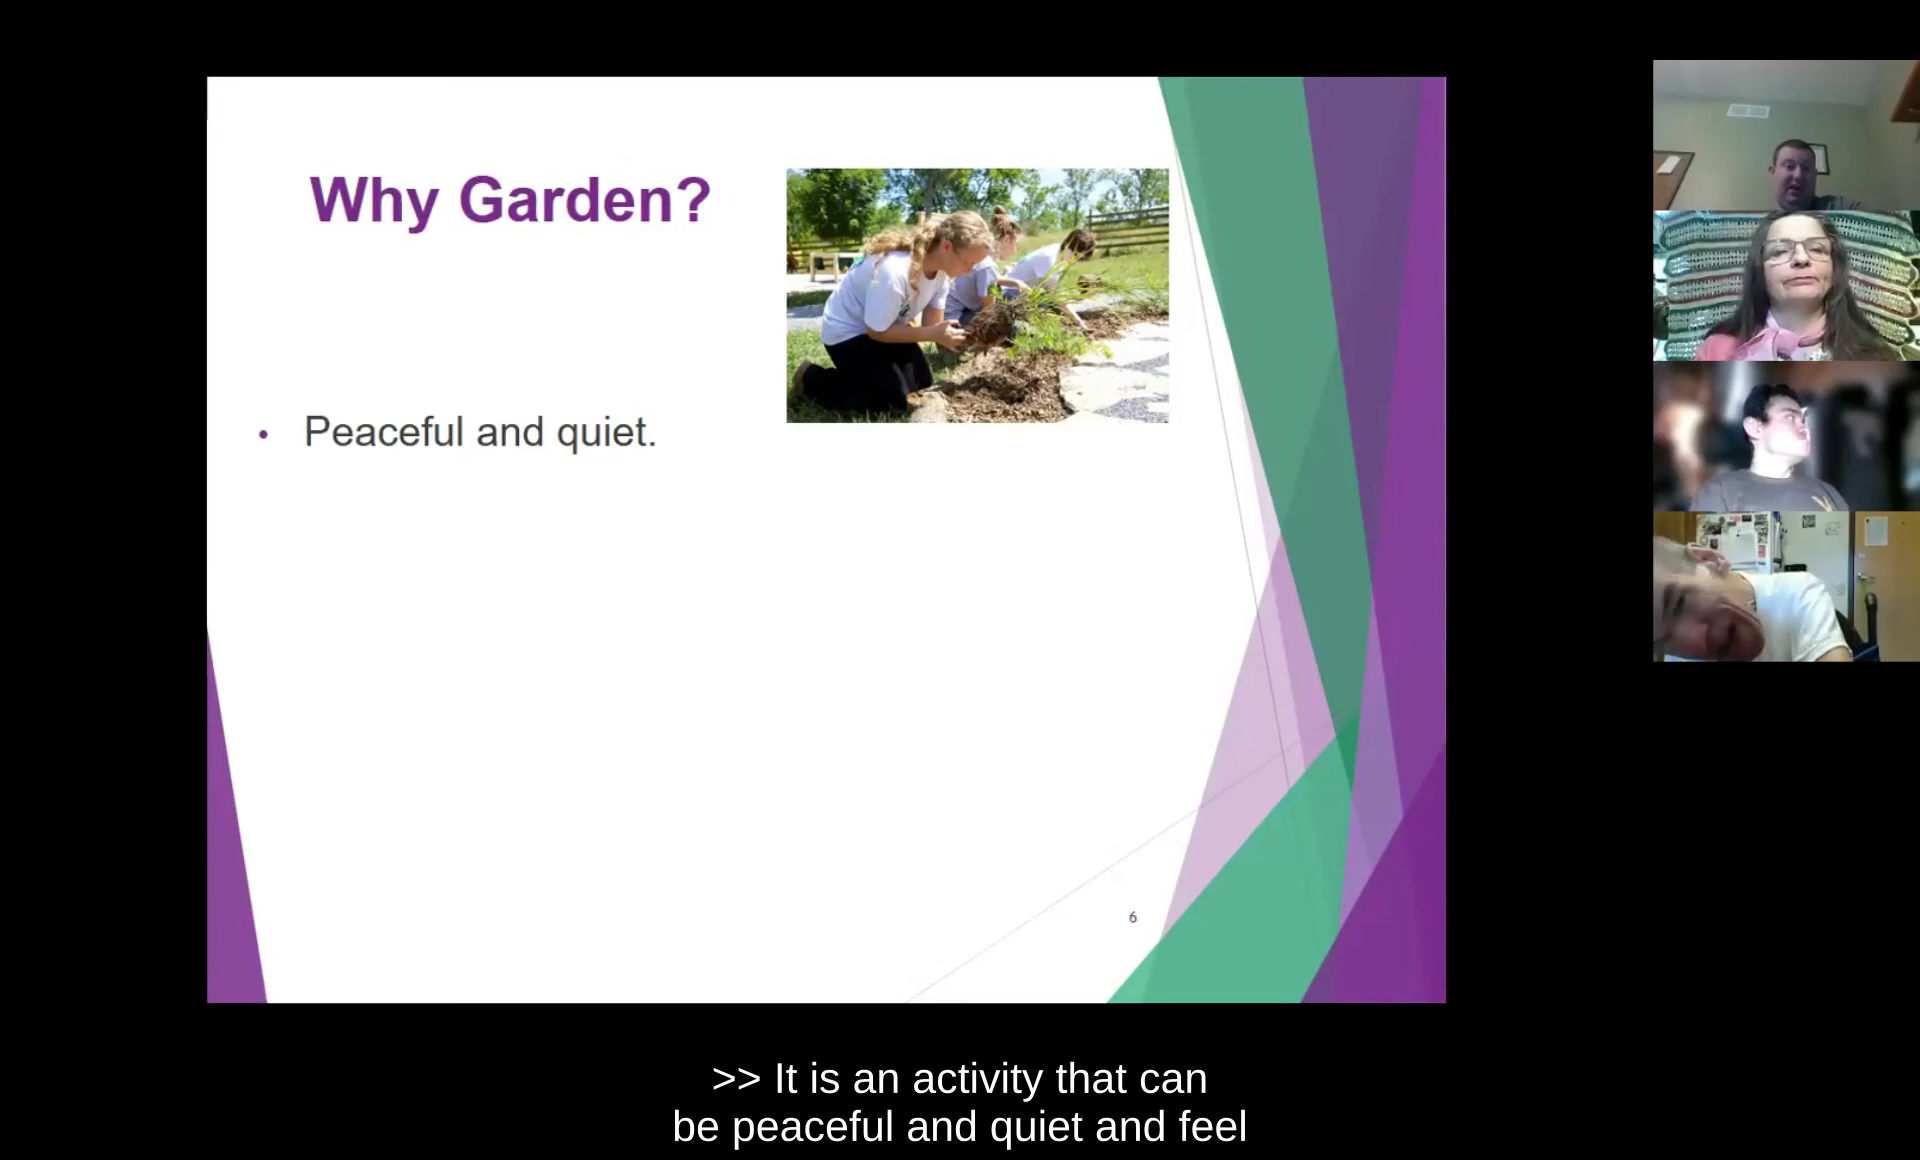 Why Garden?
• Peaceful and quiet.
6
>> It is an activity that can
be peaceful and quiet and feel